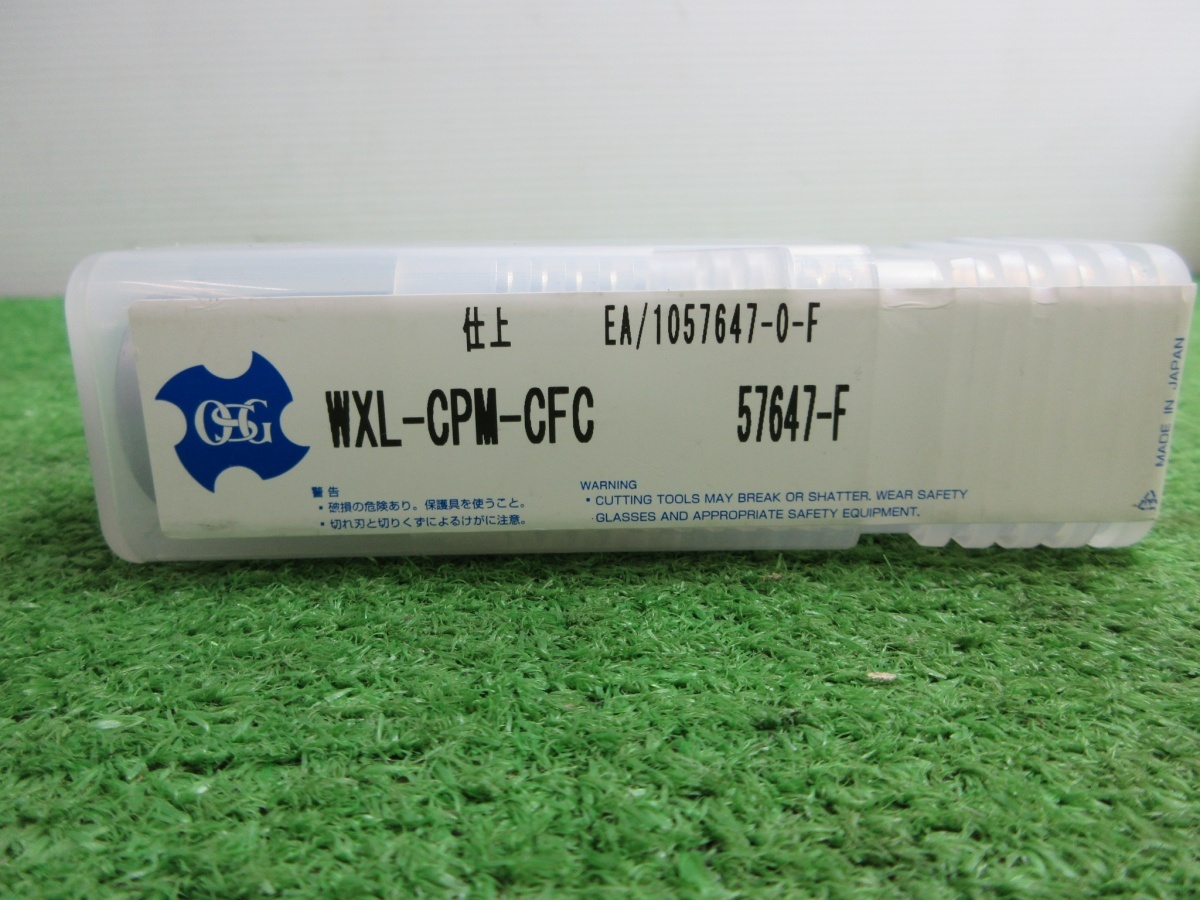 仕上 EA/1057647-0-F
OSG
WXL-CPM-CFC 57647-F
警告
・破損の危険あり。保護具を使うこと。
・切れ刃と切りくずによるけがに注意。
WARNING
・CUTTING TOOLS MAY BREAK OR SHATTER. WEAR SAFETY
GLASSES AND APPROPRIATE SAFETY EQUIPMENT.
MADE IN JAPAN